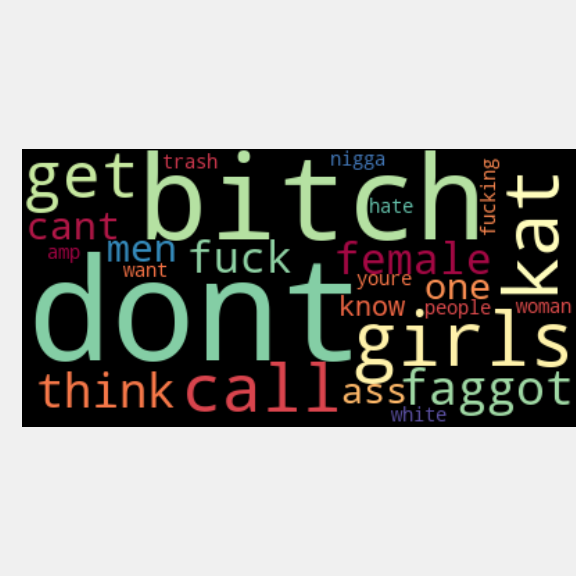 get
bitch
trash
nigga
fucking
kat
cant
hate
amp
men
want
fuck
female
youre
one
dont
know
people
woman
girls
think
call
ass
faggot
white